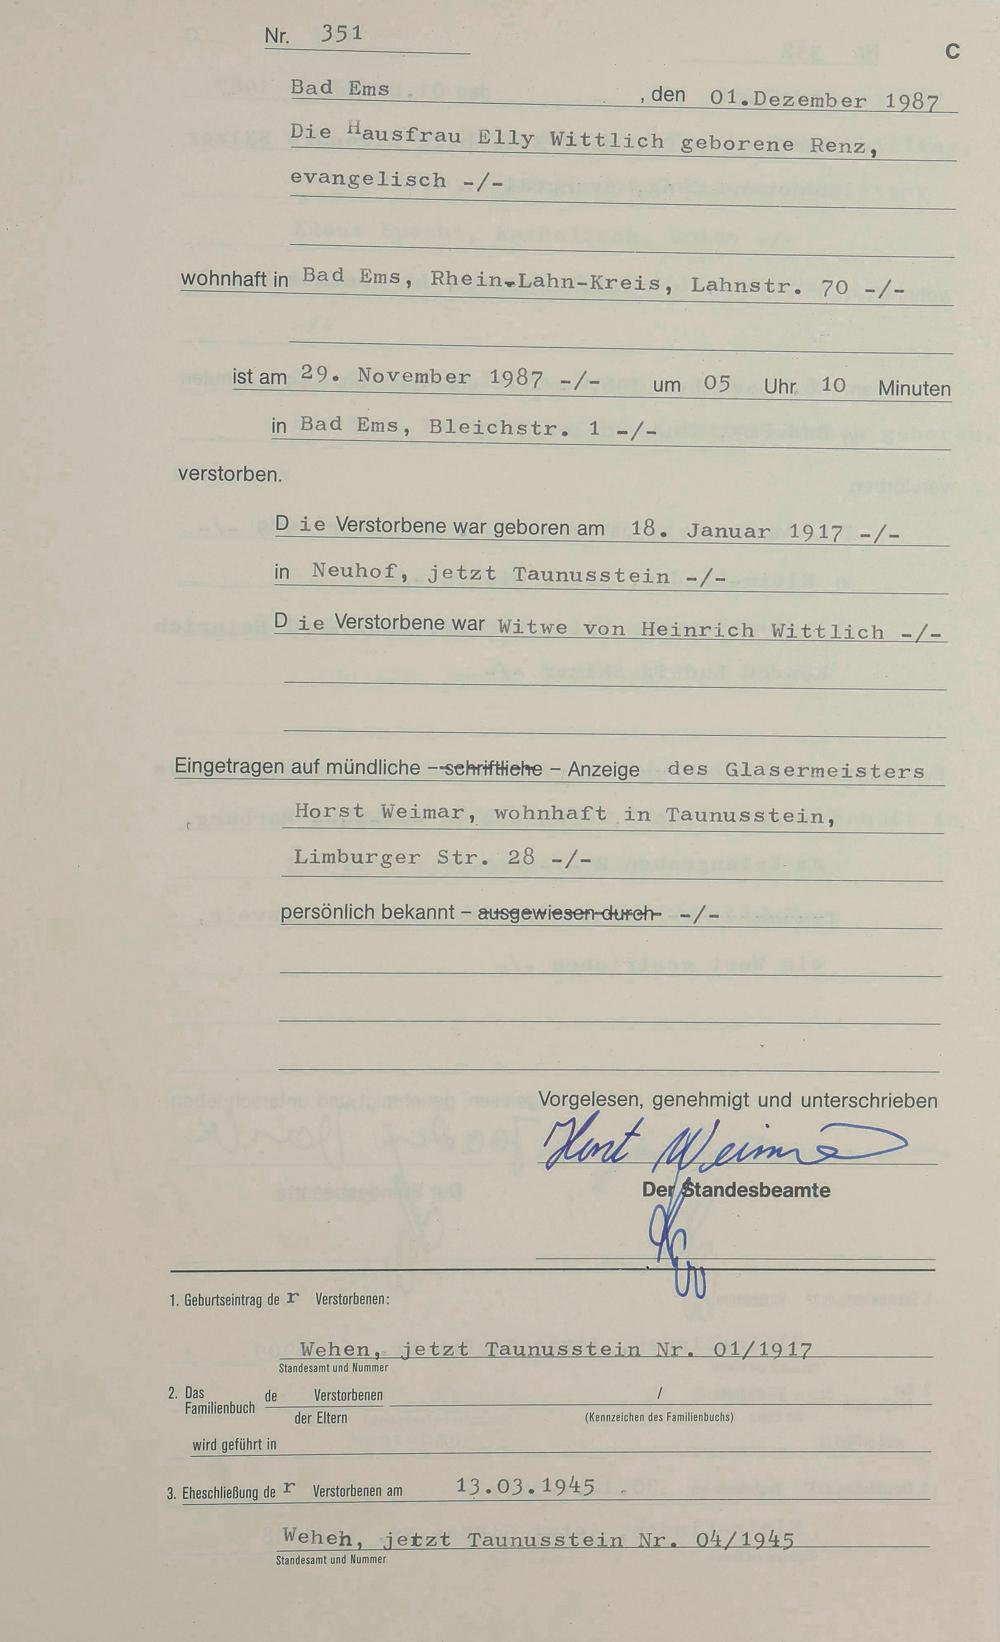 Nr. 351
C
Bad Ems , den 01.Dezember 1987
Die Hausfrau Elly Wittlich geborene Renz,
evangelisch -/-
wohnhaft in Bad Ems, Rhein-Lahn-Kreis, Lahnstr. 70 -/-
ist am 29. November 1987 -/- um 05 Uhr 10 Minuten
in Bad Ems, Bleichstr. 1 -/-
verstorben.
D ie Verstorbene war geboren am 18. Januar 1917 -/-
in Neuhof, jetzt Taunusstein -/-
D ie Verstorbene war Witwe von Heinrich Wittlich -/-
Eingetragen auf mündliche – schriftliche – Anzeige des Glasermeisters
Horst Weimar, wohnhaft in Taunusstein,
Limburger Str. 28 -/-
persönlich bekannt – ausgewiesen durch -/-
Vorgelesen, genehmigt und unterschrieben
Horst Weimar
Der Standesbeamte
1. Geburtseintrag de r Verstorbenen:
Wehen, jetzt Taunusstein Nr. 01/1917
Standesamt und Nummer
2. Das Familienbuch de Verstorbenen /
der Eltern (Kennzeichen des Familienbuchs)
wird geführt in
3. Eheschließung de r Verstorbenen am 13.03.1945
Wehen, jetzt Taunusstein Nr. 04/1945
Standesamt und Nummer